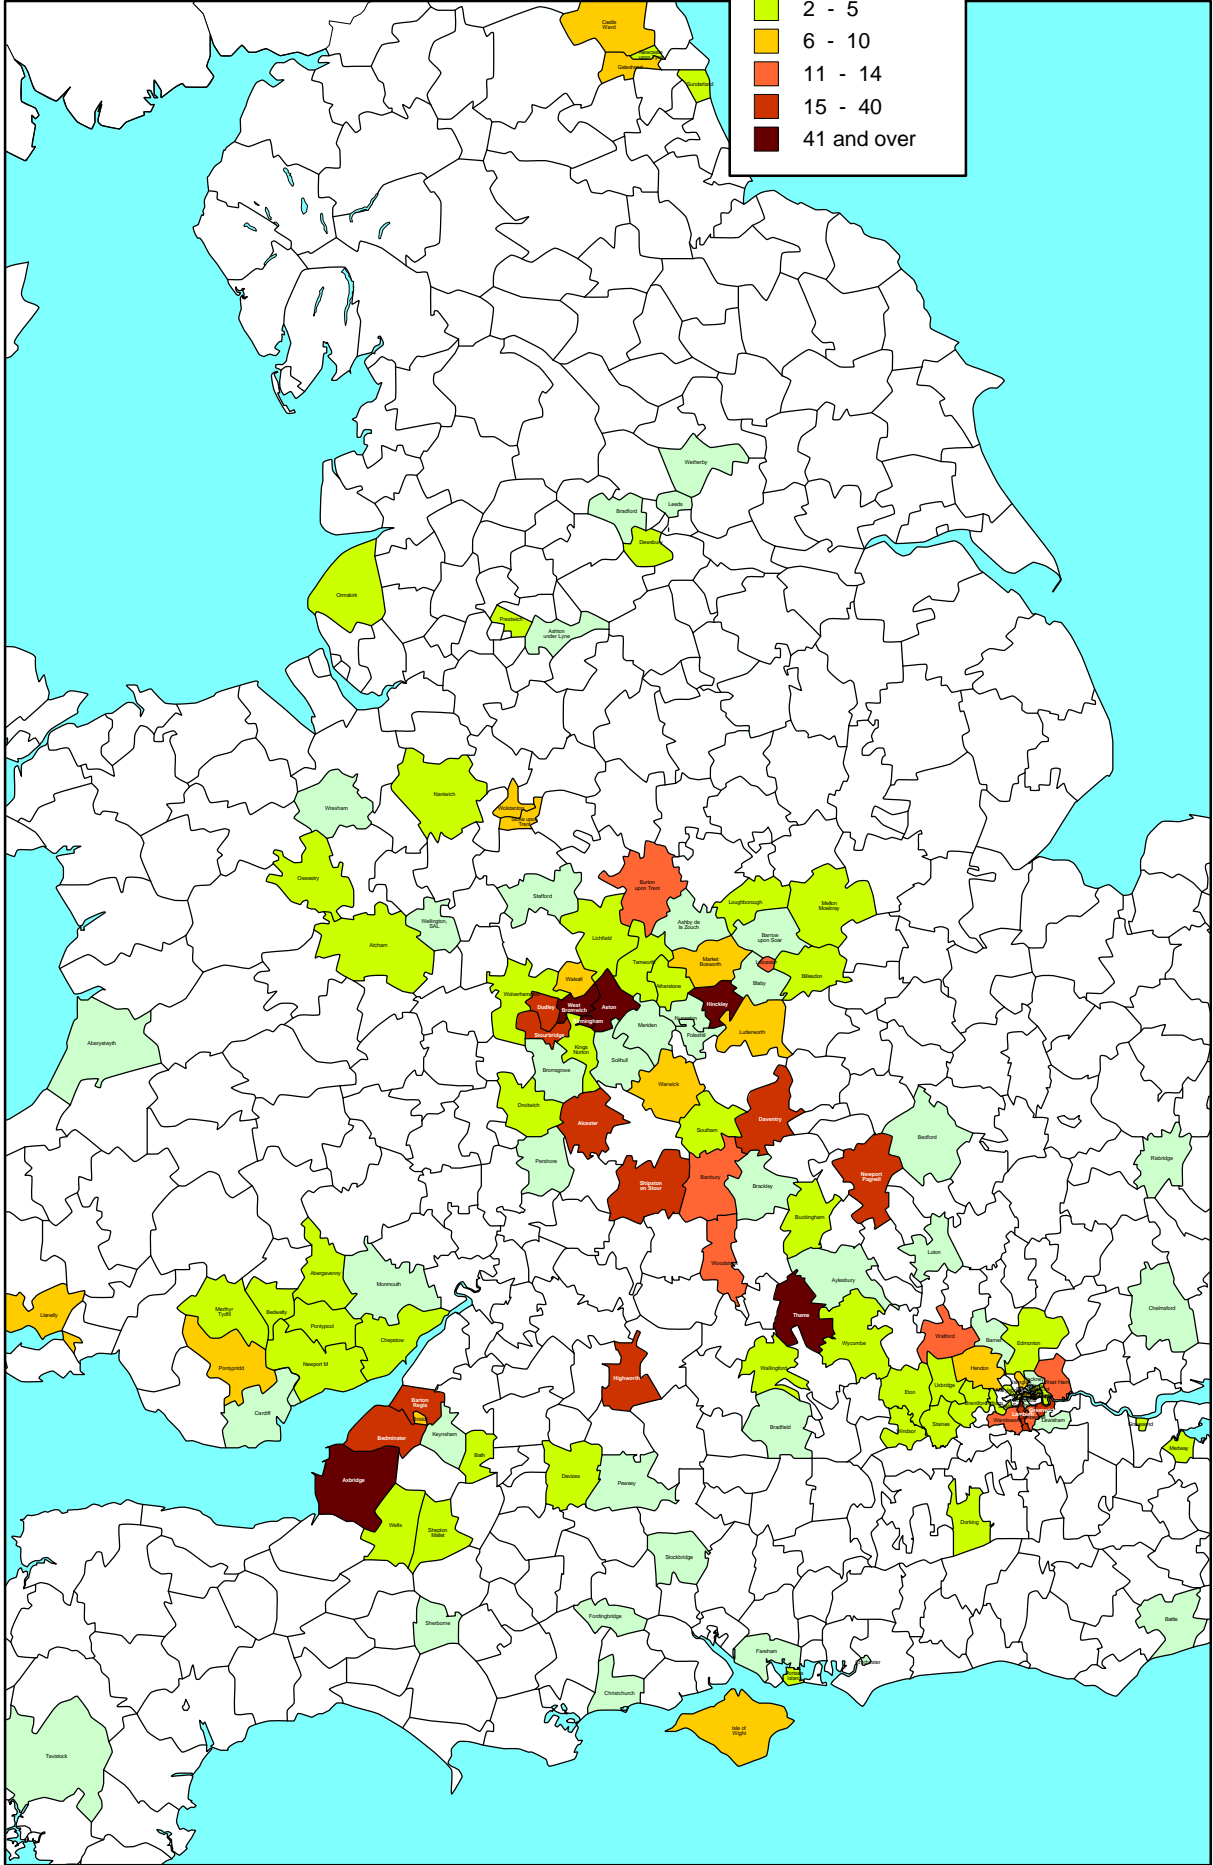 2 - 5
6 - 10
11 - 14
15 - 40
41 and over
Castle
Ward
Gateshead
Sunderland
Wetherby
Leeds
Bradford
Dewsbury
Ormskirk
Prestwich
Ashton
under Lyne
Nantwich
Wrexham
Wolstanton
Stoke upon
Trent
Oswestry
Stafford
Burton
upon Trent
Loughborough
Melton
Mowbray
Wellington,
SAL
Ashby de
la Zouch
Barrow
upon Soar
Atcham
Lichfield
Tamworth
Market
Bosworth
Billesdon
Blaby
Walsall
Atherstone
Hinckley
Dudley
West
Bromwich
Aston
Meriden
Foleshill
Lutterworth
Stourbridge
Kings
Norton
Solihull
Bromsgrove
Aberystwyth
Warwick
Droitwich
Alcester
Southam
Daventry
Bedford
Pershore
Shipston
on Stour
Banbury
Brackley
Newport
Pagnell
Risbridge
Buckingham
Abergavenny
Monmouth
Woodstock
Luton
Aylesbury
Llanelly
Merthyr
Tydfil
Bedwelty
Pontypool
Chepstow
Thame
Chelmsford
Wycombe
Watford
Barnet
Edmonton
Pontypridd
Newport M
Wallingford
Hendon
Highworth
Eton
Uxbridge
West Ham
Cardiff
Barton
Regis
Bristol
Bedminster
Keynsham
Bradfield
Staines
Windsor
Brentford
Wandsworth
Lewisham
Medway
Bath
Axbridge
Devizes
Pewsey
Wells
Shepton
Mallet
Dorking
Stockbridge
Sherborne
Fordingbridge
Battle
Fareham
Portsea
Island
Christchurch
Isle of
Wight
Tavistock